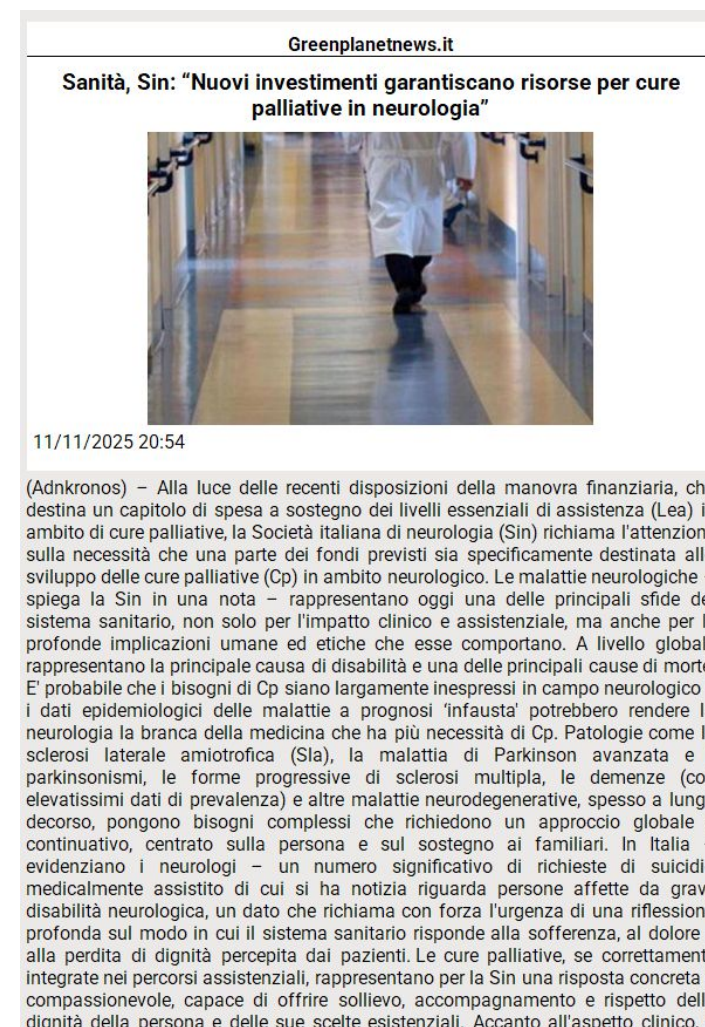 Greenplanetnews.it
Sanità, Sin: “Nuovi investimenti garantiscano risorse per cure
palliative in neurologia”
11/11/2025 20:54
(Adnkronos) – Alla luce delle recenti disposizioni della manovra finanziaria, ch
destina un capitolo di spesa a sostegno dei livelli essenziali di assistenza (Lea) i
ambito di cure palliative, la Società italiana di neurologia (Sin) richiama l'attenzion
sulla necessità che una parte dei fondi previsti sia specificamente destinata all
sviluppo delle cure palliative (Cp) in ambito neurologico. Le malattie neurologiche –
spiega la Sin in una nota – rappresentano oggi una delle principali sfide de
sistema sanitario, non solo per l'impatto clinico e assistenziale, ma anche per l
profonde implicazioni umane ed etiche che esse comportano. A livello global
rappresentano la principale causa di disabilità e una delle principali cause di morte
E' probabile che i bisogni di Cp siano largamente inespressi in campo neurologico
i dati epidemiologici delle malattie a prognosi ‘infausta' potrebbero rendere l
neurologia la branca della medicina che ha più necessità di Cp. Patologie come l
sclerosi laterale amiotrofica (Sla), la malattia di Parkinson avanzata e
parkinsonismi, le forme progressive di sclerosi multipla, le demenze (co
elevatissimi dati di prevalenza) e altre malattie neurodegenerative, spesso a lung
decorso, pongono bisogni complessi che richiedono un approccio globale
continuativo, centrato sulla persona e sul sostegno ai familiari. In Italia –
evidenziano i neurologi – un numero significativo di richieste di suicidi
medicalmente assistito di cui si ha notizia riguarda persone affette da grav
disabilità neurologica, un dato che richiama con forza l'urgenza di una riflession
profonda sul modo in cui il sistema sanitario risponde alla sofferenza, al dolore
alla perdita di dignità percepita dai pazienti. Le cure palliative, se correttament
integrate nei percorsi assistenziali, rappresentano per la Sin una risposta concreta
compassionevole, capace di offrire sollievo, accompagnamento e rispetto dell
dignità della persona e delle sue scelte esistenziali. Accanto all'aspetto clinico,